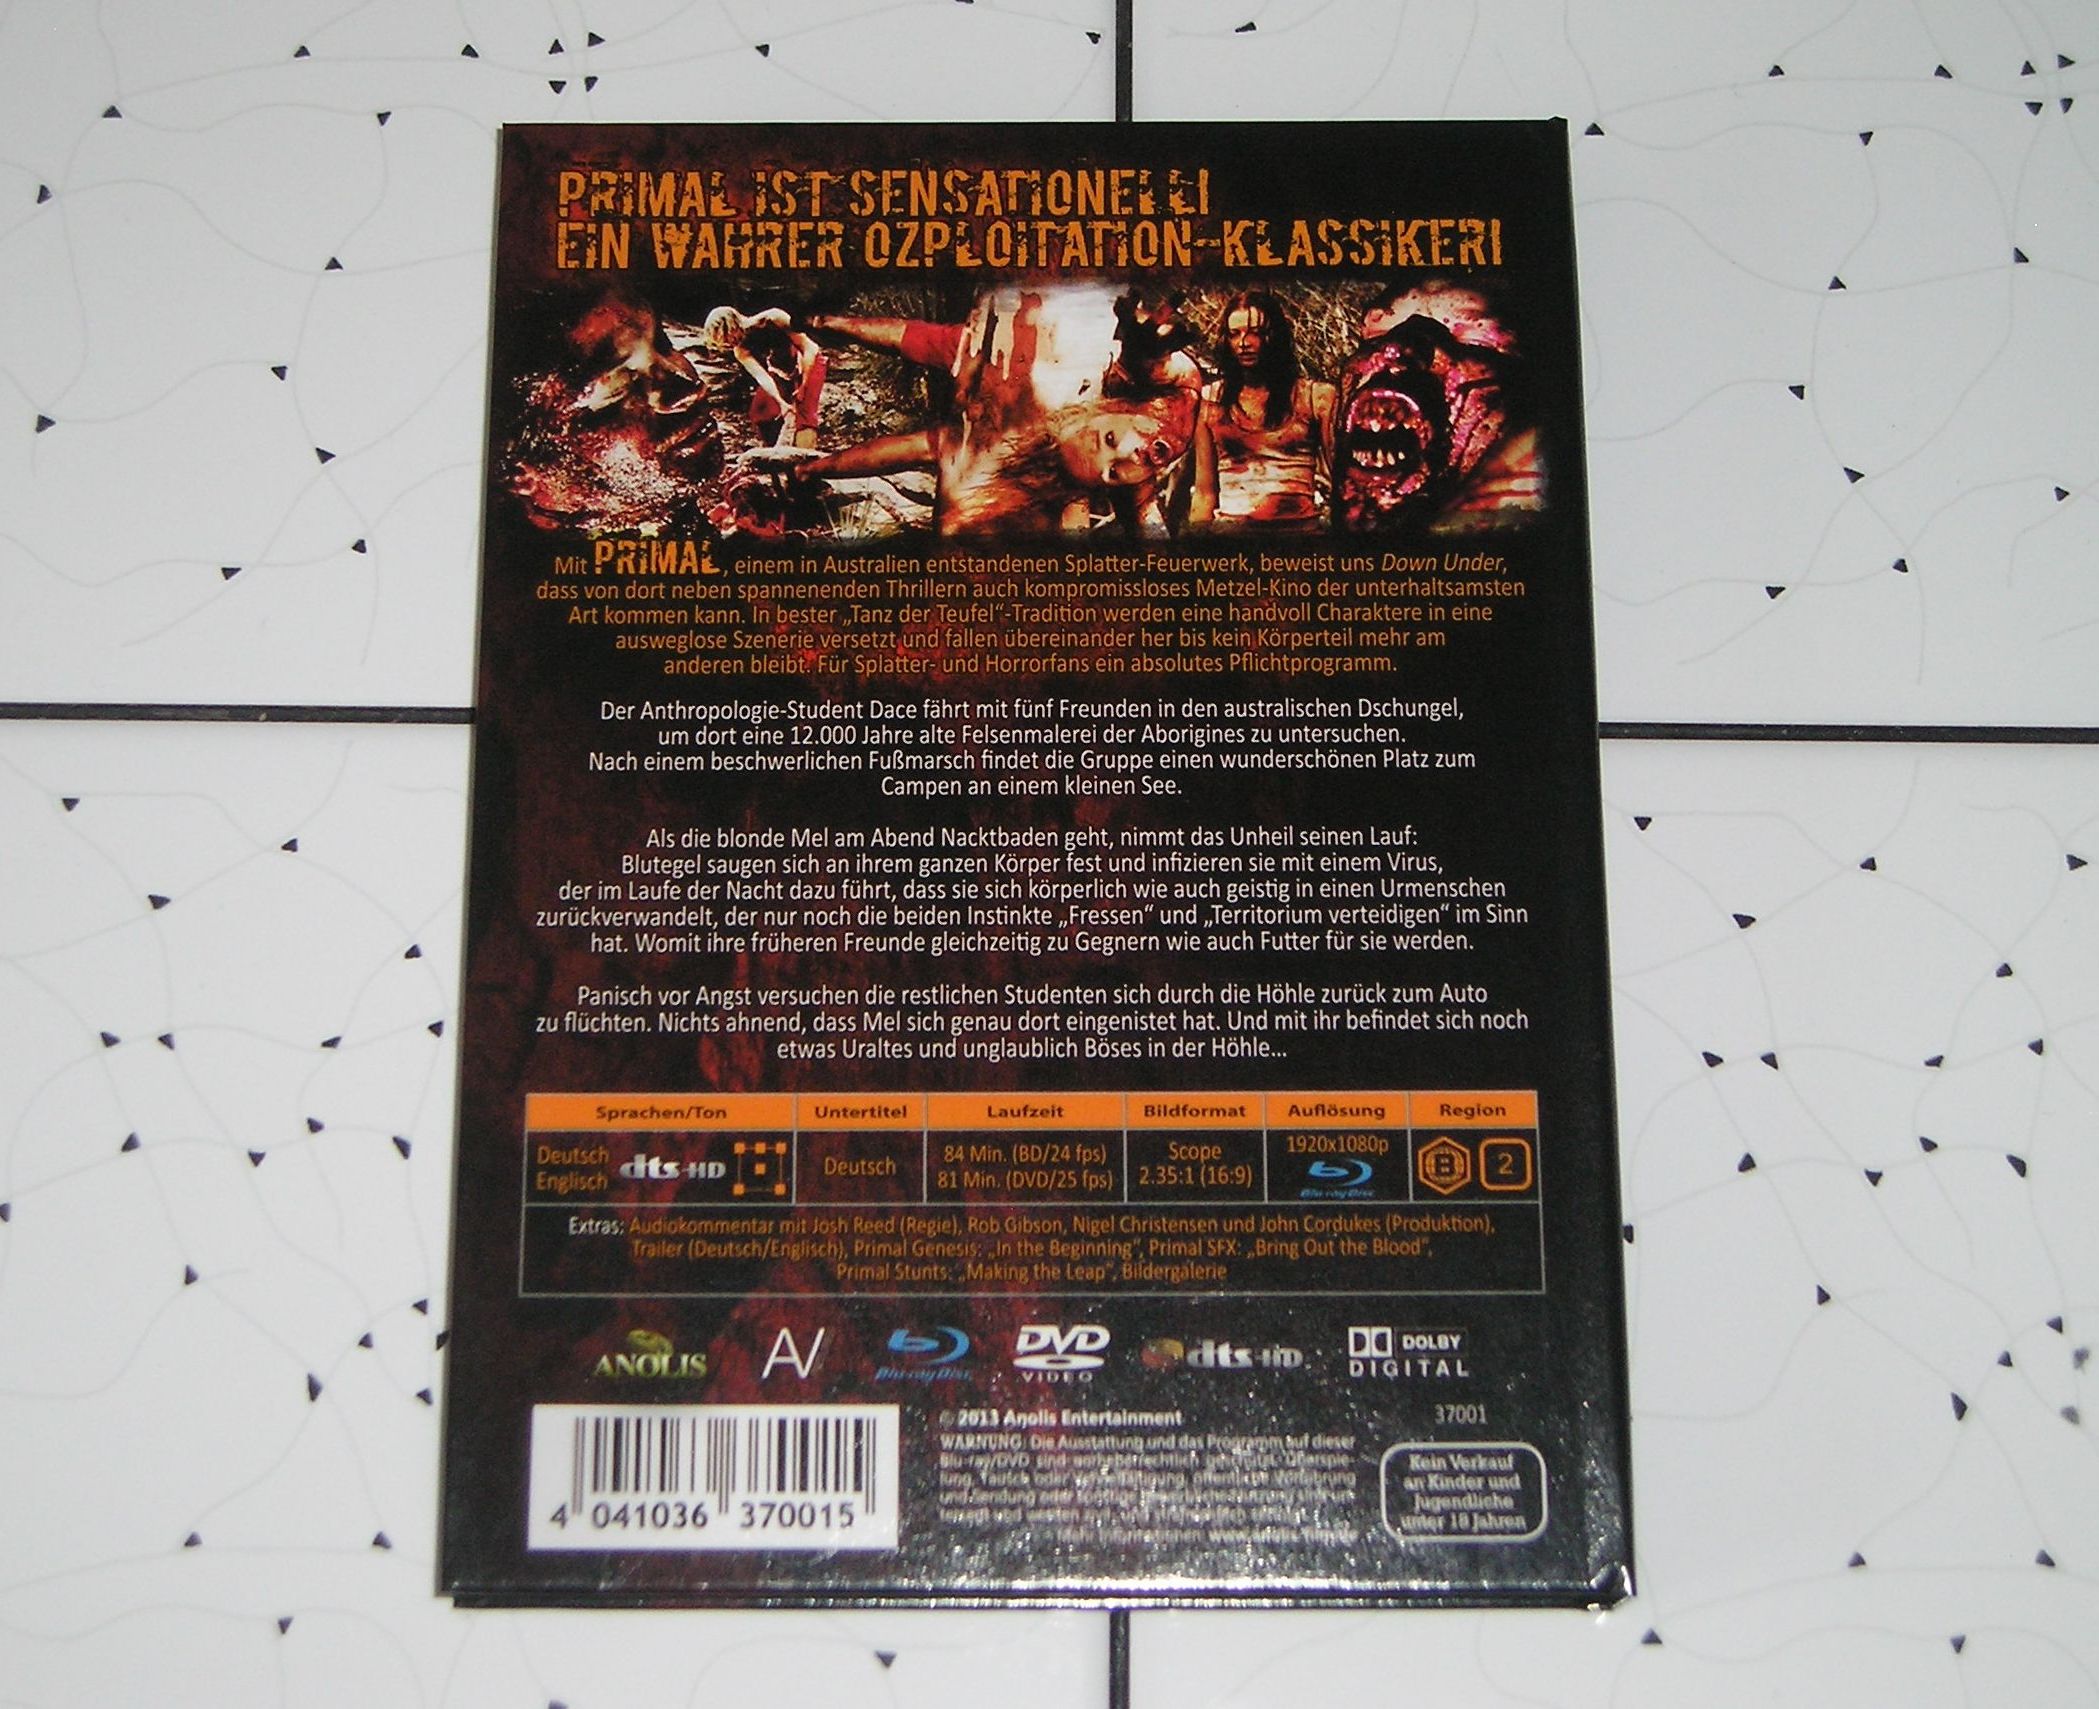 PRIMAL IST SENSATIONELL!
EIN WAHRER OZPLOITATION-KLASSIKER!
Mit PRIMAL, einem in Australien entstandenen Splatter-Feuerwerk, beweist uns Down Under,
dass von dort neben spannenenden Thrillern auch kompromissloses Metzel-Kino der unterhaltsamsten
Art kommen kann. In bester „Tanz der Teufel“-Tradition werden eine handvoll Charaktere in eine
ausweglose Szenerie versetzt und fallen übereinander her bis kein Körperteil mehr am
anderen bleibt. Für Splatter- und Horrorfans ein absolutes Pflichtprogramm.
Der Anthropologie-Student Dace fährt mit fünf Freunden in den australischen Dschungel,
um dort eine 12.000 Jahre alte Felsenmalerei der Aborigines zu untersuchen.
Nach einem beschwerlichen Fußmarsch findet die Gruppe einen wunderschönen Platz zum
Campen an einem kleinen See.
Als die blonde Mel am Abend Nacktbaden geht, nimmt das Unheil seinen Lauf:
Blutegel saugen sich an ihrem ganzen Körper fest und infizieren sie mit einem Virus,
der im Laufe der Nacht dazu führt, dass sie sich körperlich wie auch geistig in einen Urmenschen
zurückverwandelt, der nur noch die beiden Instinkte „Fressen“ und „Territorium verteidigen“ im Sinn
hat. Womit ihre früheren Freunde gleichzeitig zu Gegnern wie auch Futter für sie werden.
Panisch vor Angst versuchen die restlichen Studenten sich durch die Höhle zurück zum Auto
zu flüchten. Nichts ahnend, dass Mel sich genau dort eingenistet hat. Und mit ihr befindet sich noch
etwas Uraltes und unglaublich Böses in der Höhle...
Sprachen/Ton Untertitel Laufzeit Bildformat Auflösung Region
Deutsch Englisch dts-HD Deutsch 84 Min. (BD/24 fps) 81 Min. (DVD/25 fps) Scope 2.35:1 (16:9) 1920x1080p Blu-ray Disc B 2
Extras: Audiokommentar mit Josh Reed (Regie), Rob Gibson, Nigel Christensen und John Cordukes (Produktion),
Trailer (Deutsch/Englisch), Primal Genesis: „In the Beginning“, Primal SFX: „Bring Out the Blood“,
Primal Stunts: „Making the Leap“, Bildergalerie
ANOLIS AV Blu-ray Disc DVD VIDEO dts-HD DOLBY DIGITAL
© 2013 Anolis Entertainment 37001
WARNUNG: Die Ausstattung und das Programm auf dieser
Blu-ray/DVD sind urheberrechtlich geschützt.
Kein Verkauf
an Kinder und
Jugendliche
unter 18 Jahren
4 041036 370015